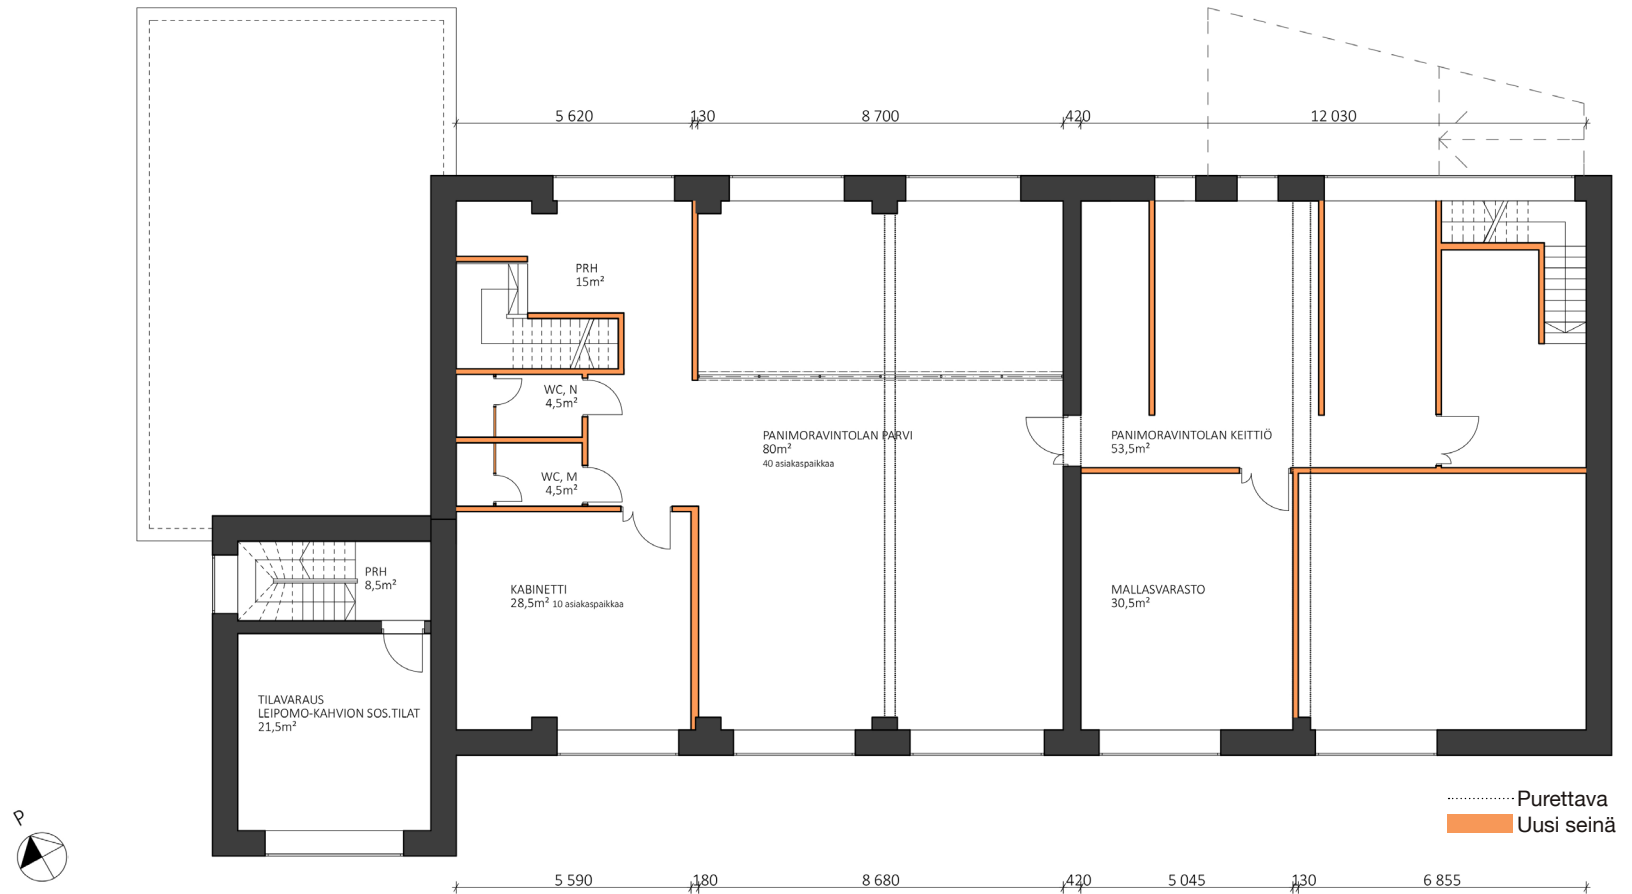 5 620
130
8 700
420
12 030
PRH
15m²
WC, N
4,5m²
PANIMORAVINTOLAN PARVI
80m²
40 asiakaspaikkaa
PANIMORAVINTOLAN KEITTIÖ
53,5m²
WC, M
4,5m²
PRH
8,5m²
KABINETTI
28,5m² 10 asiakaspaikkaa
MALLASVARASTO
30,5m²
TILAVARAUS
LEIPOMO-KAHVION SOS.TILAT
21,5m²
Purettava
Uusi seinä
P
5 590
180
8 680
420
5 045
130
6 855